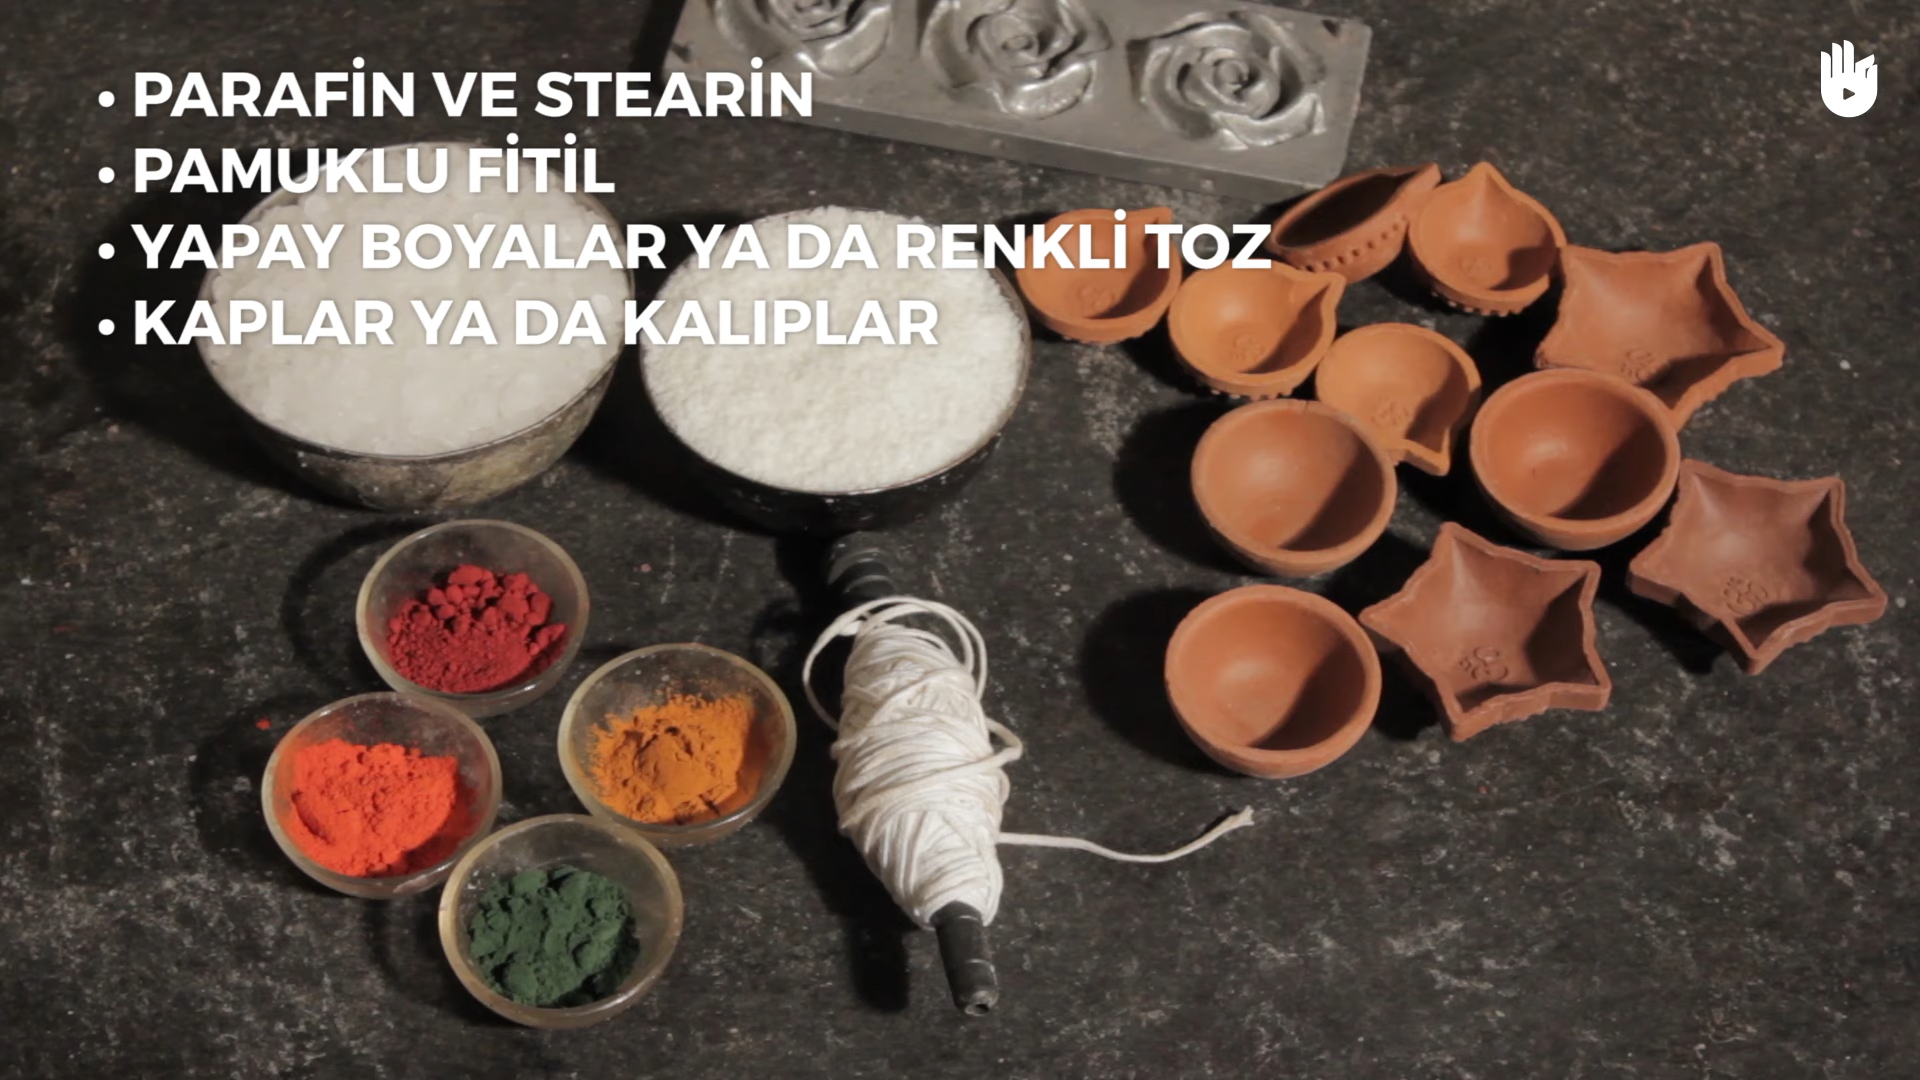 • PARAFİN VE STEARİN
• PAMUKLU FİTİL
• YAPAY BOYALAR YA DA RENKLİ TOZ
• KAPLAR YA DA KALIPLAR